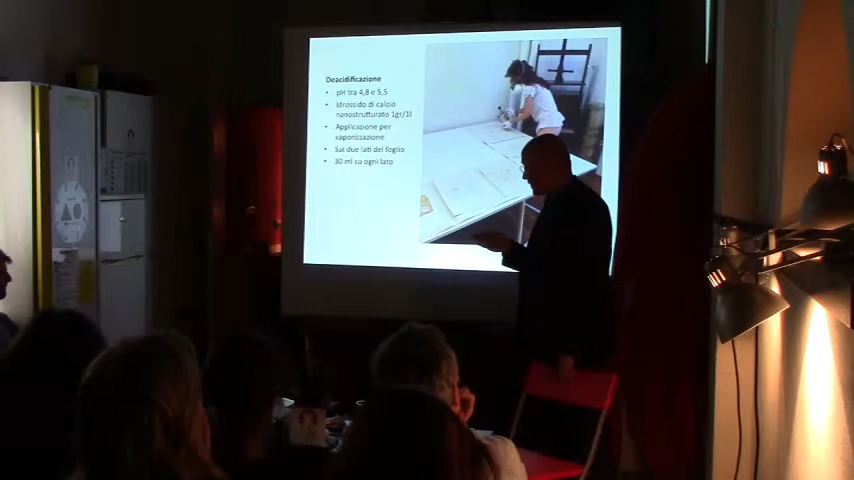 Deacidificazione
• pH tra 4,8 e 5,5
• Idrossido di calcio
nanostrutturato 1gr/1l
• Applicazione per
vaporizzazione
• Sui due lati del foglio
• 30 ml su ogni lato